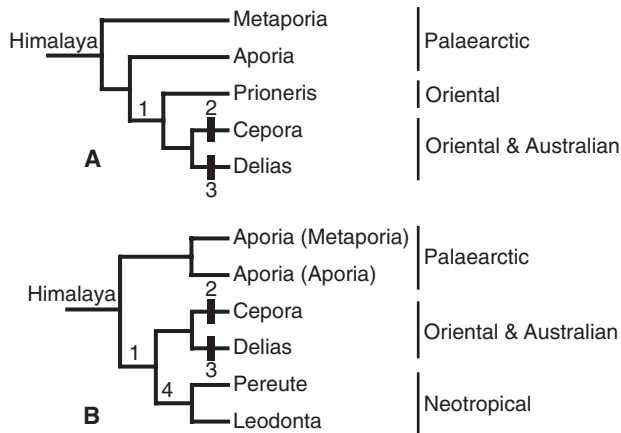 Metaporia
Himalaya
Palaearctic
Aporia
1
Prioneris
Oriental
2
Cepora
Oriental & Australian
A
Delias
3
Aporia (Metaporia)
Palaearctic
Aporia (Aporia)
Himalaya
2
Cepora
Oriental & Australian
1
Delias
3
4
Pereute
Neotropical
B
Leodonta